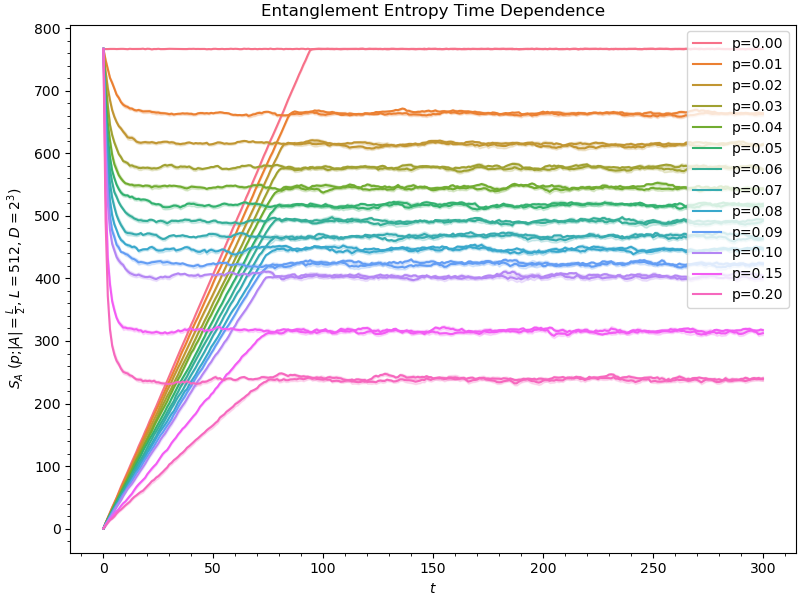 Entanglement Entropy Time Dependence
800
700
600
500
400
300
200
100
0
S_A (p;|A| = L/2, L = 512, D = 2^3)
0
50
100
150
200
250
300
t
p=0.00
p=0.01
p=0.02
p=0.03
p=0.04
p=0.05
p=0.06
p=0.07
p=0.08
p=0.09
p=0.10
p=0.15
p=0.20